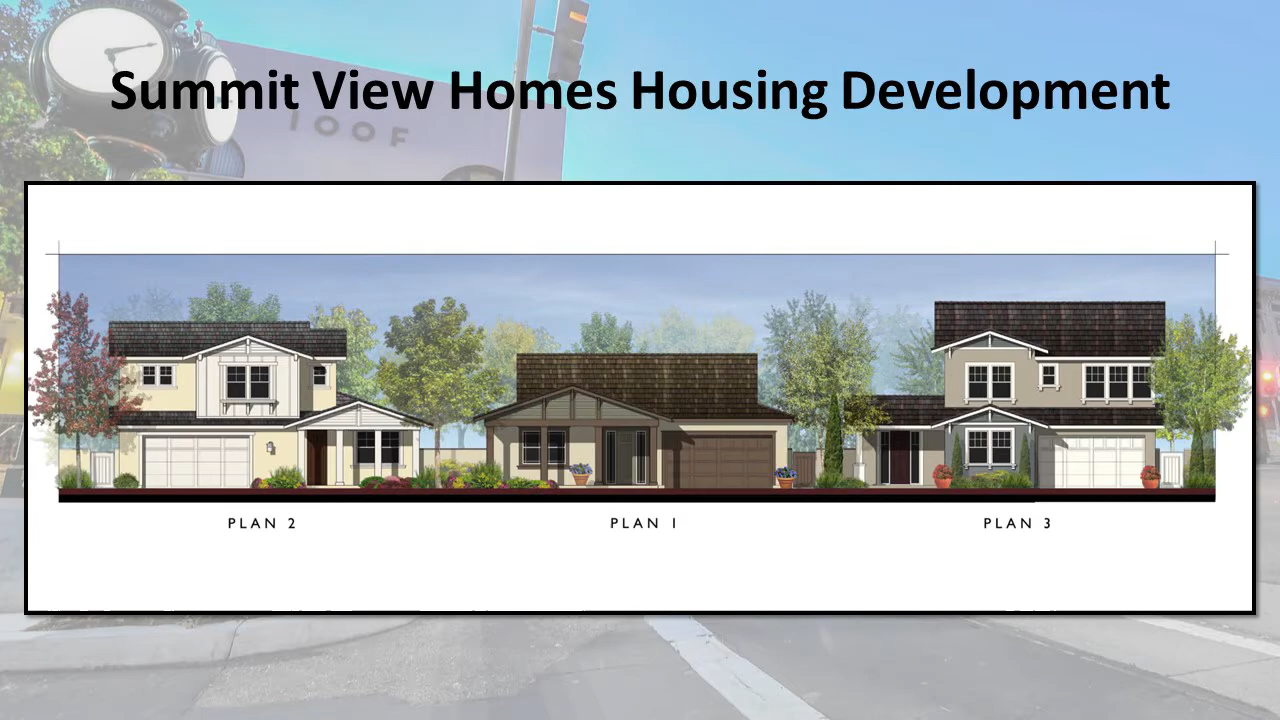 Summit View Homes Housing Development
IOOF
PLAN 2
PLAN 1
PLAN 3